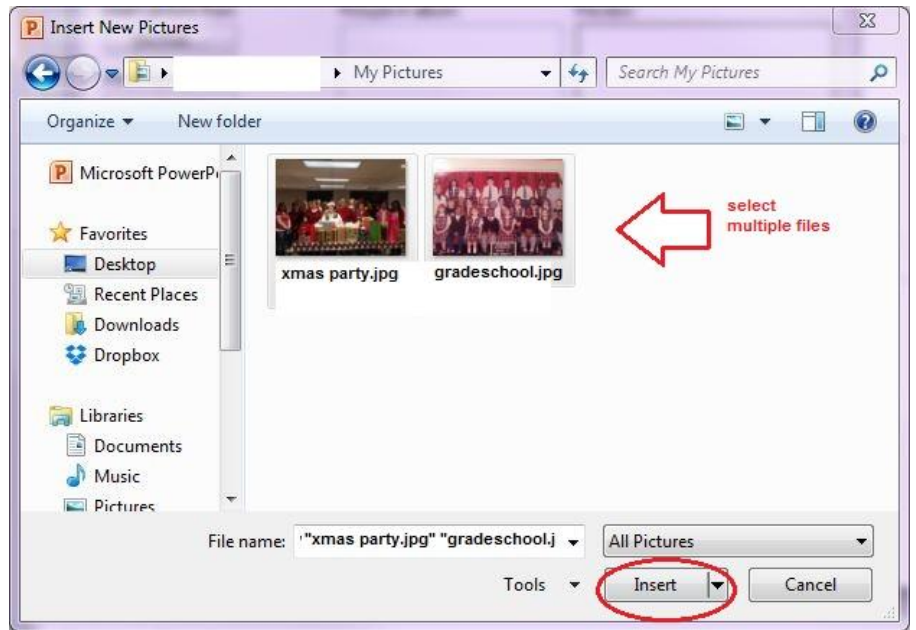 Insert New Pictures
My Pictures
Search My Pictures
Organize
New folder
Microsoft PowerP
Favorites
Desktop
Recent Places
Downloads
Dropbox
Libraries
Documents
Music
Pictures
xmas party.jpg
gradeschool.jpg
select
multiple files
File name: "xmas party.jpg" "gradeschool.j
All Pictures
Tools
Insert
Cancel